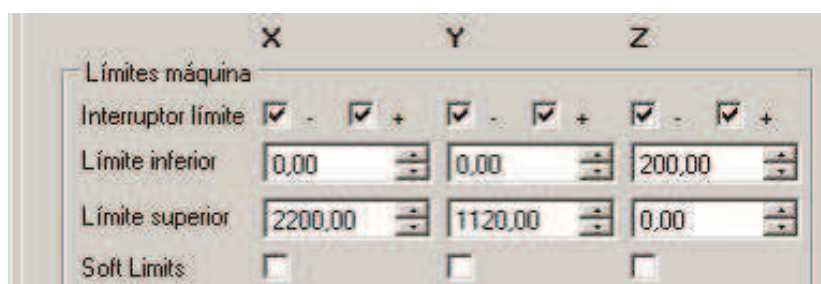 X Y Z
Límites máquina
Interruptor límite - + - + - +
Límite inferior 0,00 0,00 200,00
Límite superior 2200,00 1120,00 0,00
Soft Limits